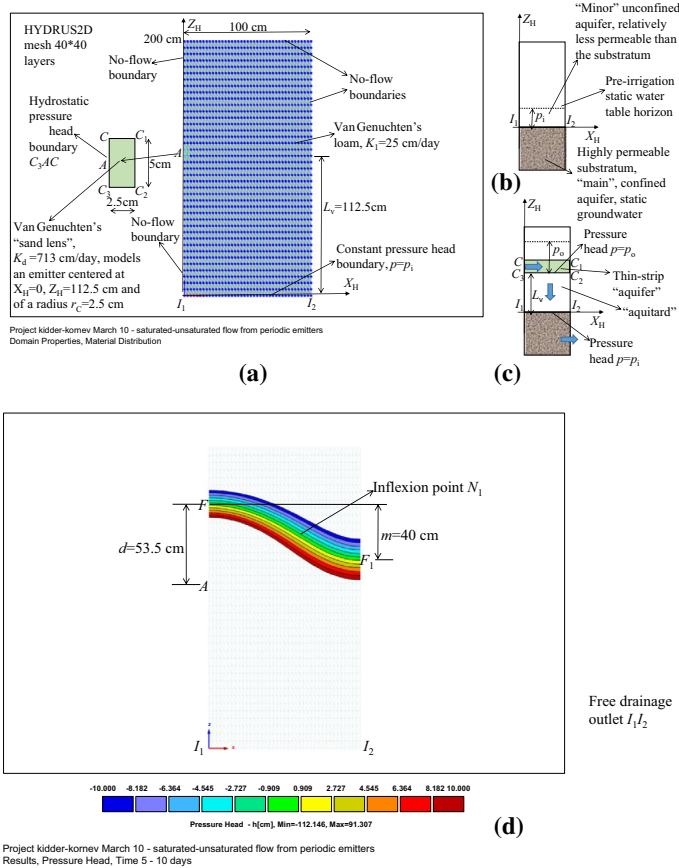 HYDRUS2D
mesh 40*40
layers
Z_H
100 cm
200 cm
No-flow
boundary
No-flow
boundaries
Hydrostatic
pressure
head,
boundary
C_3AC
C
C_1
A
C_3
C_2
5cm
2.5cm
A
Van Genuchten's
loam, K_1=25 cm/day
L_v=112.5cm
No-flow
boundary
Van Genuchten's
"sand lens",
K_d =713 cm/day, models
an emitter centered at
X_H=0, Z_H=112.5 cm and
of a radius r_C=2.5 cm
Constant pressure head
boundary, p=p_i
X_H
I_1
I_2
Project kidder-kornev March 10 - saturated-unsaturated flow from periodic emitters
Domain Properties, Material Distribution
(a)
Z_H
"Minor" unconfined
aquifer, relatively
less permeable than
the substratum
Pre-irrigation
static water
table horizon
I_1
p_i
I_2
X_H
Highly permeable
substratum,
"main", confined
aquifer, static
groundwater
(b)
Z_H
Pressure
head p=p_o
p_o
C
C_1
C_3
C_2
Thin-strip
"aquifer"
L_v
"aquitard"
I_1
I_2
X_H
Pressure
head p=p_i
(c)
Inflexion point N_1
F
d=53.5 cm
m=40 cm
F_1
A
z
x
I_1
I_2
Free drainage
outlet I_1I_2
-10.000 -8.182 -6.364 -4.545 -2.727 -0.909 0.909 2.727 4.545 6.364 8.182 10.000
Pressure Head - h[cm], Min=-112.146, Max=91.307
(d)
Project kidder-kornev March 10 - saturated-unsaturated flow from periodic emitters
Results, Pressure Head, Time 5 - 10 days